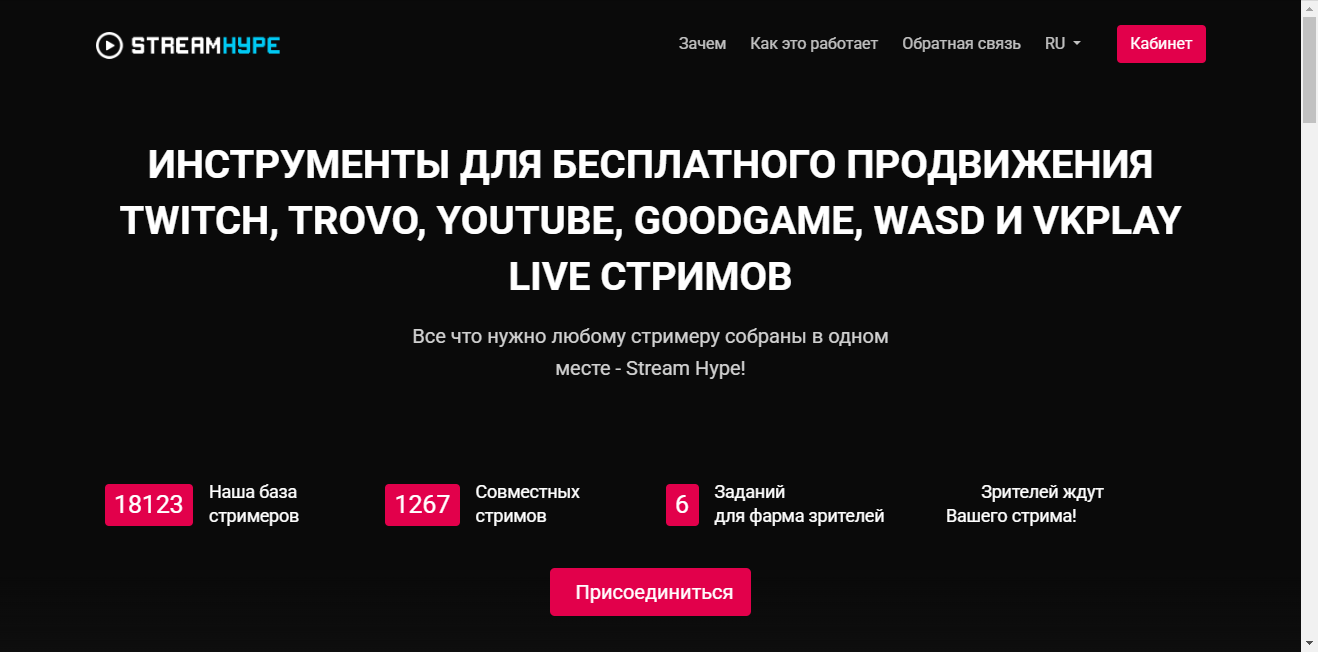 STREAMHYPE
Зачем Как это работает Обратная связь RU Кабинет
ИНСТРУМЕНТЫ ДЛЯ БЕСПЛАТНОГО ПРОДВИЖЕНИЯ
TWITCH, TROVO, YOUTUBE, GOODGAME, WASD И VKPLAY
LIVE СТРИМОВ
Все что нужно любому стримеру собраны в одном
месте - Stream Hype!
18123
Наша база
стримеров
1267
Совместных
стримов
6
Заданий
для фарма зрителей
Зрителей ждут
Вашего стрима!
Присоединиться